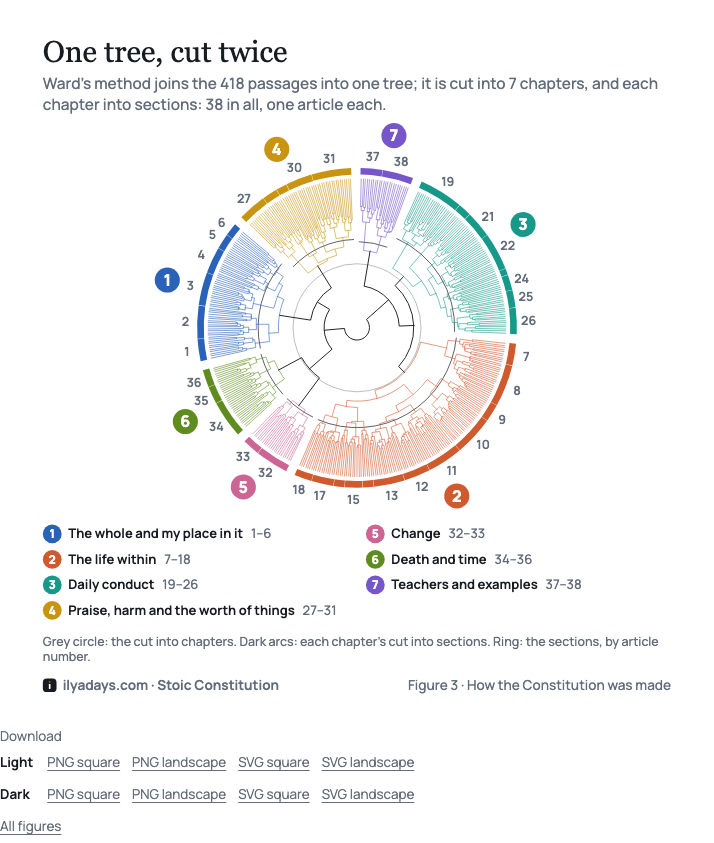 One tree, cut twice
Ward's method joins the 418 passages into one tree; it is cut into 7 chapters, and each
chapter into sections: 38 in all, one article each.
7
4
37
38
31
30
19
27
21
3
6
5
22
4
1
3
24
25
2
26
1
7
36
8
35
6
34
9
10
33
32
11
5
18
17
15
13
12
2
1 The whole and my place in it 1–6
2 The life within 7–18
3 Daily conduct 19–26
4 Praise, harm and the worth of things 27–31
5 Change 32–33
6 Death and time 34–36
7 Teachers and examples 37–38
Grey circle: the cut into chapters. Dark arcs: each chapter's cut into sections. Ring: the sections, by article
number.
i ilyadays.com · Stoic Constitution
Figure 3 · How the Constitution was made
Download
Light PNG square PNG landscape SVG square SVG landscape
Dark PNG square PNG landscape SVG square SVG landscape
All figures